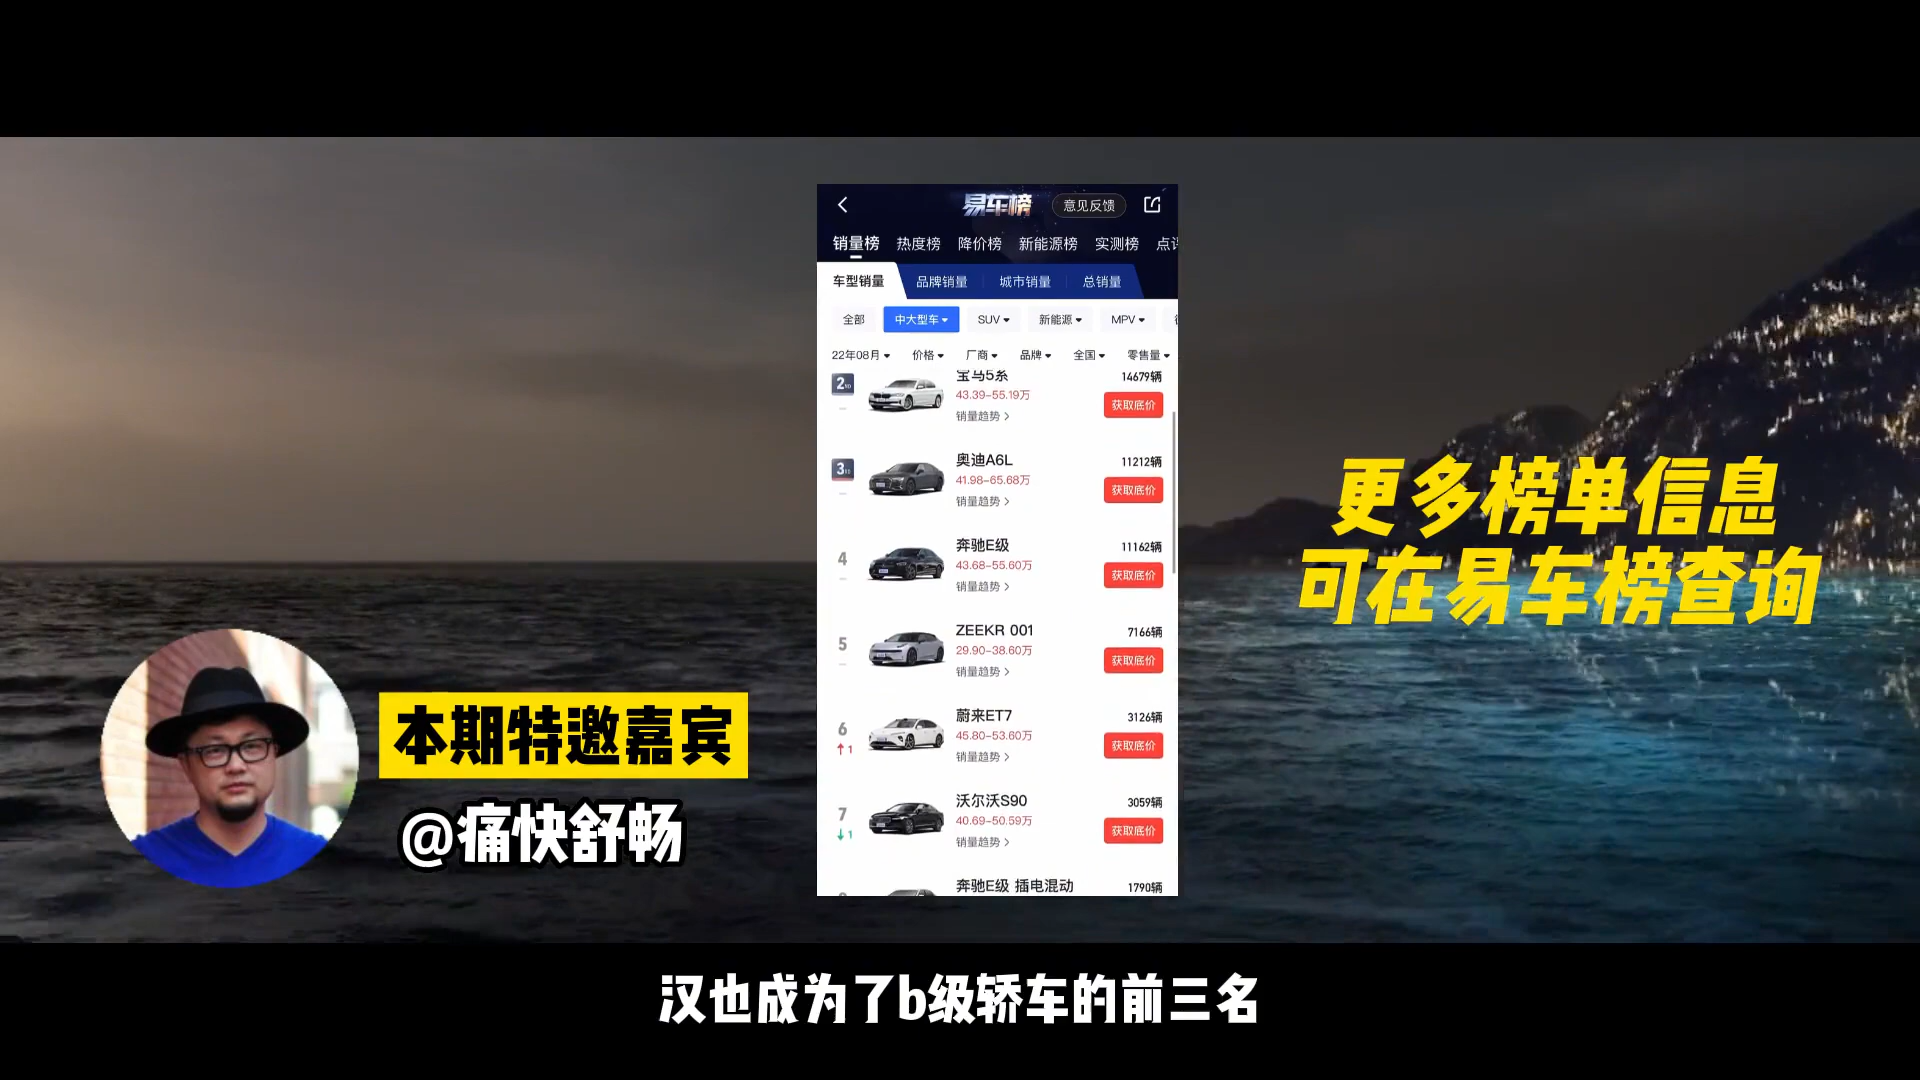 易车榜 意见反馈
销量榜 热度榜 降价榜 新能源榜 实测榜
车型销量 品牌销量 城市销量 总销量
全部 中大型车 SUV 新能源 MPV
22年08月 价格 厂商 品牌 全国 零售量
2 宝马5系 14679辆
43.39-55.19万 获取底价
销量趋势
3 奥迪A6L 11212辆
41.98-65.68万 获取底价
销量趋势
4 奔驰E级 11162辆
43.68-55.60万 获取底价
销量趋势
5 ZEEKR 001 7166辆
29.90-38.60万 获取底价
销量趋势
6 蔚来ET7 3126辆
1 45.80-53.60万 获取底价
销量趋势
7 沃尔沃S90 3059辆
1 40.69-50.59万 获取底价
销量趋势
奔驰E级 插电混动 1790辆
更多榜单信息
可在易车榜查询
本期特邀嘉宾
@痛快舒畅
汉也成为了b级轿车的前三名